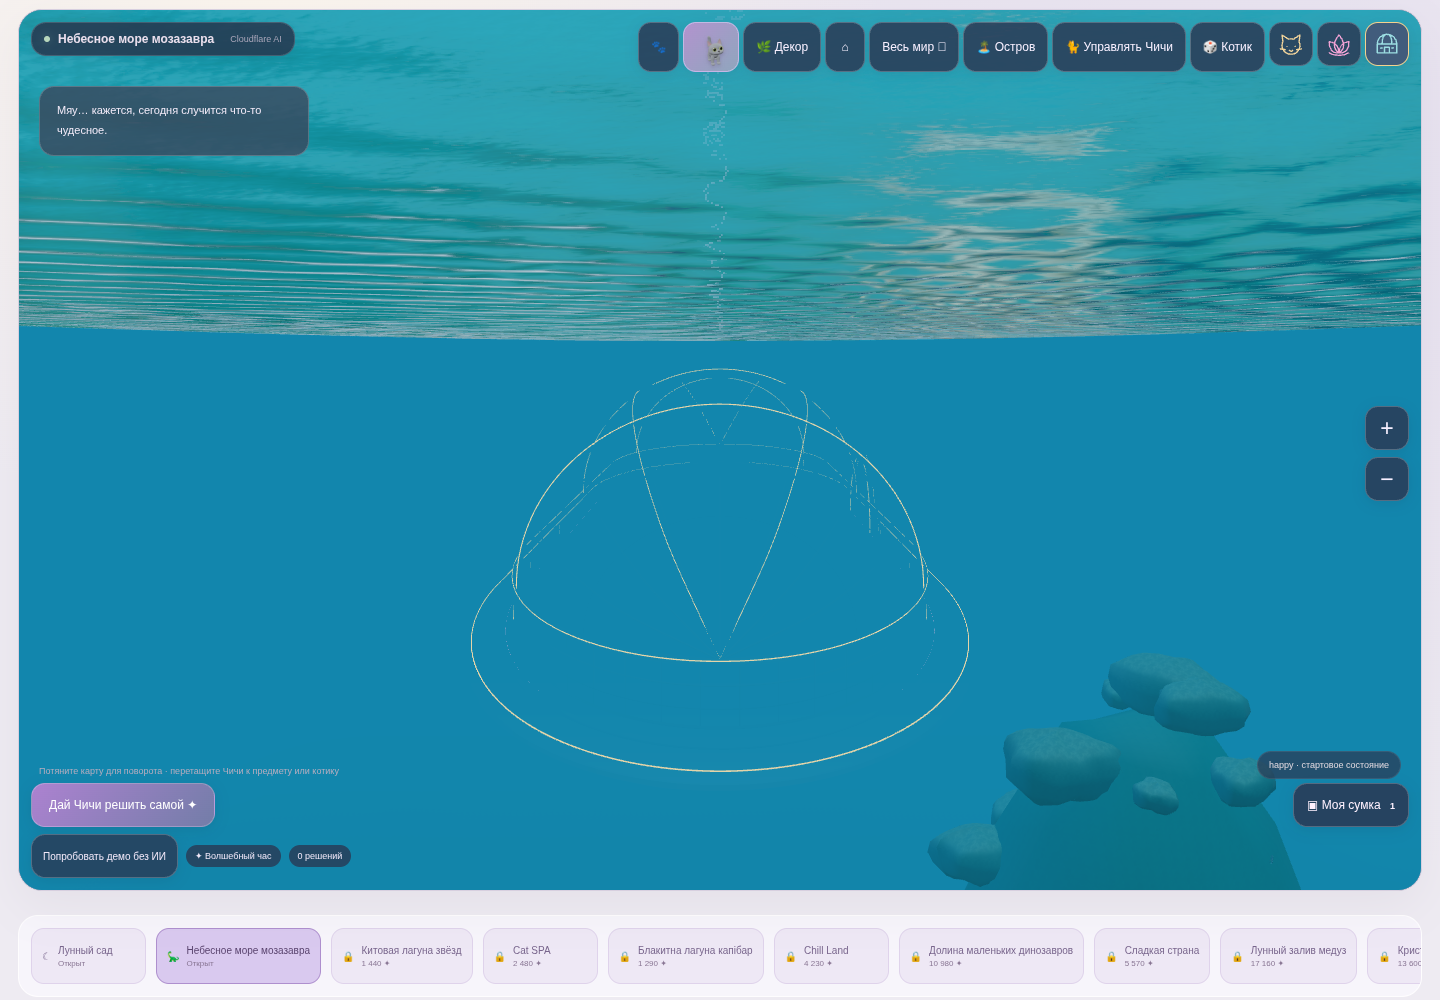 Небесное море мозазавра Cloudflare AI
🌿 Декор
Весь мир
🏝️ Остров
🐈 Управлять Чичи
🎲 Котик
Мяу… кажется, сегодня случится что-то
чудесное.
+
−
Потяните карту для поворота · перетащите Чичи к предмету или котику
Дай Чичи решить самой ✦
Попробовать демо без ИИ
✦ Волшебный час
0 решений
happy · стартовое состояние
▣ Моя сумка 1
Лунный сад
Открыт
Небесное море мозазавра
Открыт
Китовая лагуна звёзд
1 440 ✦
Cat SPA
2 480 ✦
Блакитна лагуна капібар
1 290 ✦
Chill Land
4 230 ✦
Долина маленьких динозавров
10 980 ✦
Сладкая страна
5 570 ✦
Лунный залив медуз
17 160 ✦